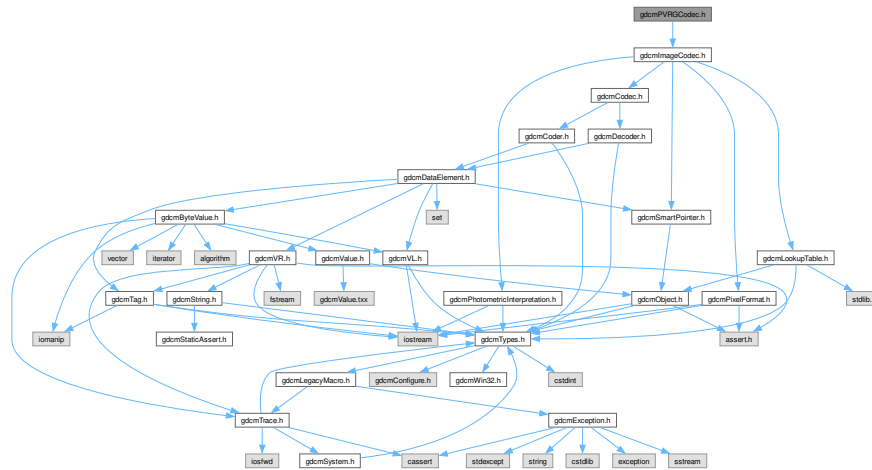 gdcmPVRGCodec.h
gdcmImageCodec.h
gdcmCodec.h
gdcmCoder.h
gdcmDecoder.h
gdcmDataElement.h
gdcmByteValue.h
set
gdcmSmartPointer.h
vector
iterator
algorithm
gdcmVR.h
gdcmValue.h
gdcmVL.h
gdcmLookupTable.h
gdcmTag.h
gdcmString.h
fstream
gdcmValue.txx
gdcmPhotometricInterpretation.h
gdcmObject.h
gdcmPixelFormat.h
stdlib.
iomanip
gdcmStaticAssert.h
iostream
gdcmTypes.h
assert.h
gdcmLegacyMacro.h
gdcmConfigure.h
gdcmWin32.h
cstdint
gdcmTrace.h
gdcmException.h
iosfwd
gdcmSystem.h
cassert
stdexcept
string
cstdlib
exception
sstream